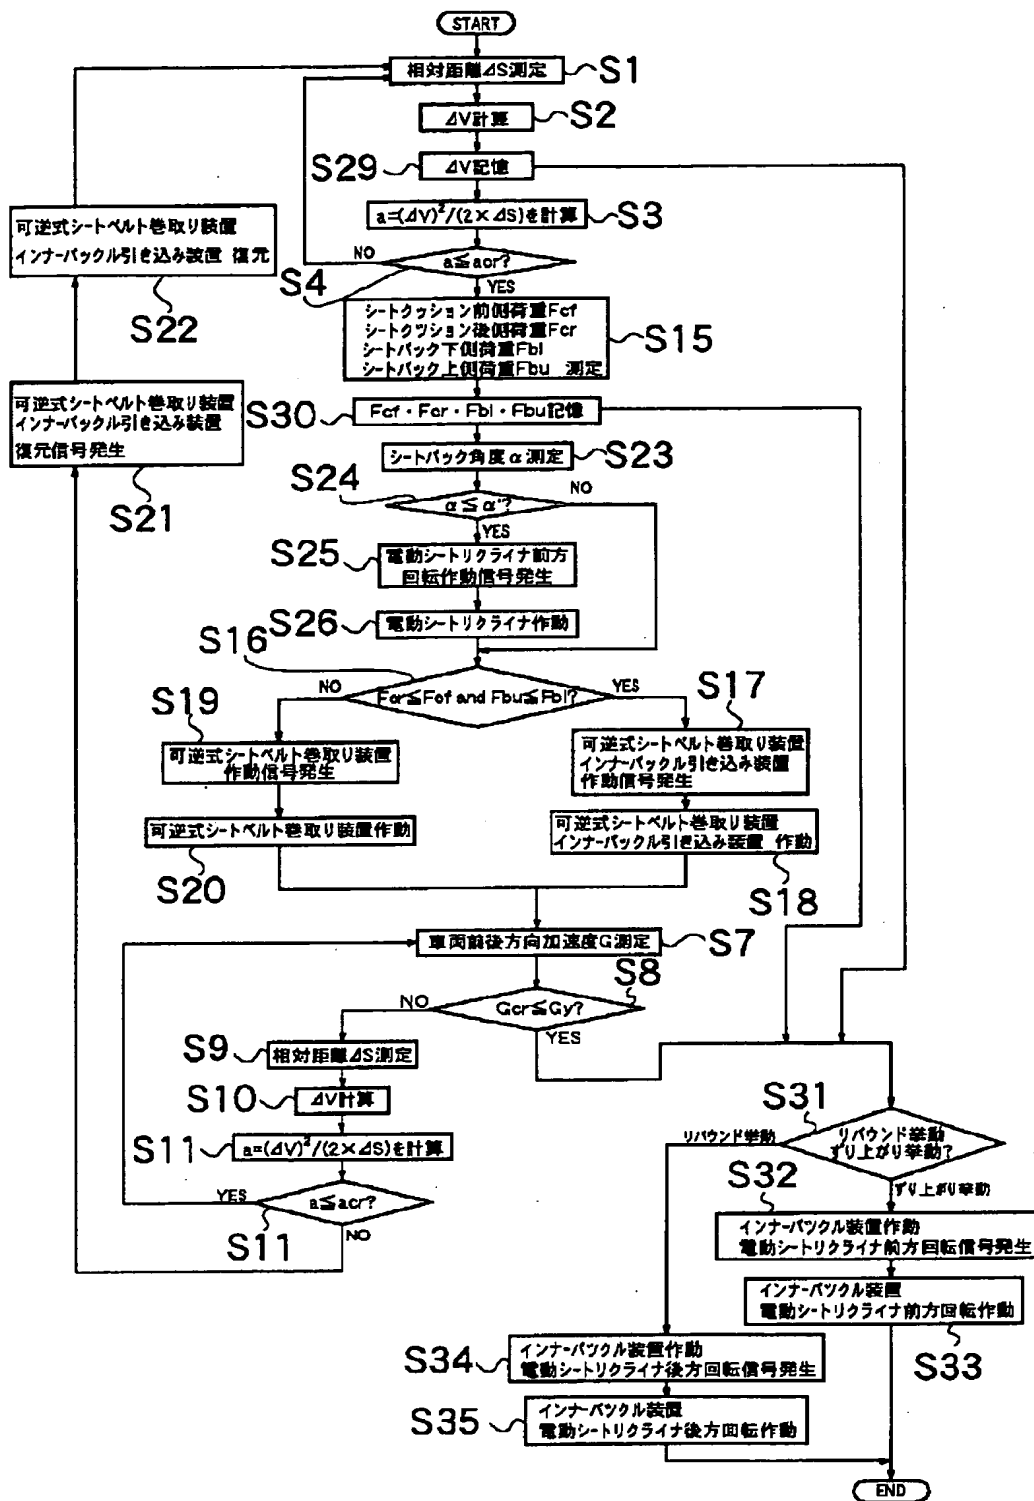 START
相対距離ΔS測定
S1
ΔV計算
S2
S29
ΔV記憶
a=(ΔV)²/(2×ΔS)を計算
S3
可逆式シートベルト巻取り装置
インナーバックル引き込み装置 復元
S22
NO
a≦acr?
S4
YES
シートクッション前側荷重Fcf
シートクツション後側荷重Fcr
シートバック下側荷重Fbl
シートバック上側荷重Fbu 測定
S15
可逆式シートベルト巻取り装置
インナーバックル引き込み装置
復元信号発生
S21
S30
Fcf・Fcr・Fbl・Fbu記憶
シートバック角度α測定
S23
S24
α≦α'?
NO
YES
S25
電動シートリクライナ前方
回転作動信号発生
S26
電動シートリクライナ作動
S16
NO
Fcr≦Fcf and Fbu≦Fbl?
YES
S19
可逆式シートベルト巻取り装置
作動信号発生
S17
可逆式シートベルト巻取り装置
インナーバックル引き込み装置
作動信号発生
可逆式シートベルト巻取り装置作動
S20
可逆式シートベルト巻取り装置
インナーバックル引き込み装置 作動
S18
車両前後方向加速度G測定
S7
NO
Gcr≦Gy?
S8
YES
S9
相対距離ΔS測定
S10
ΔV計算
S11
a=(ΔV)²/(2×ΔS)を計算
YES
a≦acr?
S11
NO
S31
リバウンド挙動
リバウンド挙動
ずり上がり挙動?
ずり上がり挙動
S32
インナーバツクル装置作動
電動シートリクライナ前方回転信号発生
インナーバツクル装置
電動シートリクライナ前方回転作動
S33
S34
インナーバツクル装置作動
電動シートリクライナ後方回転信号発生
S35
インナーバツクル装置
電動シートリクライナ後方回転作動
END